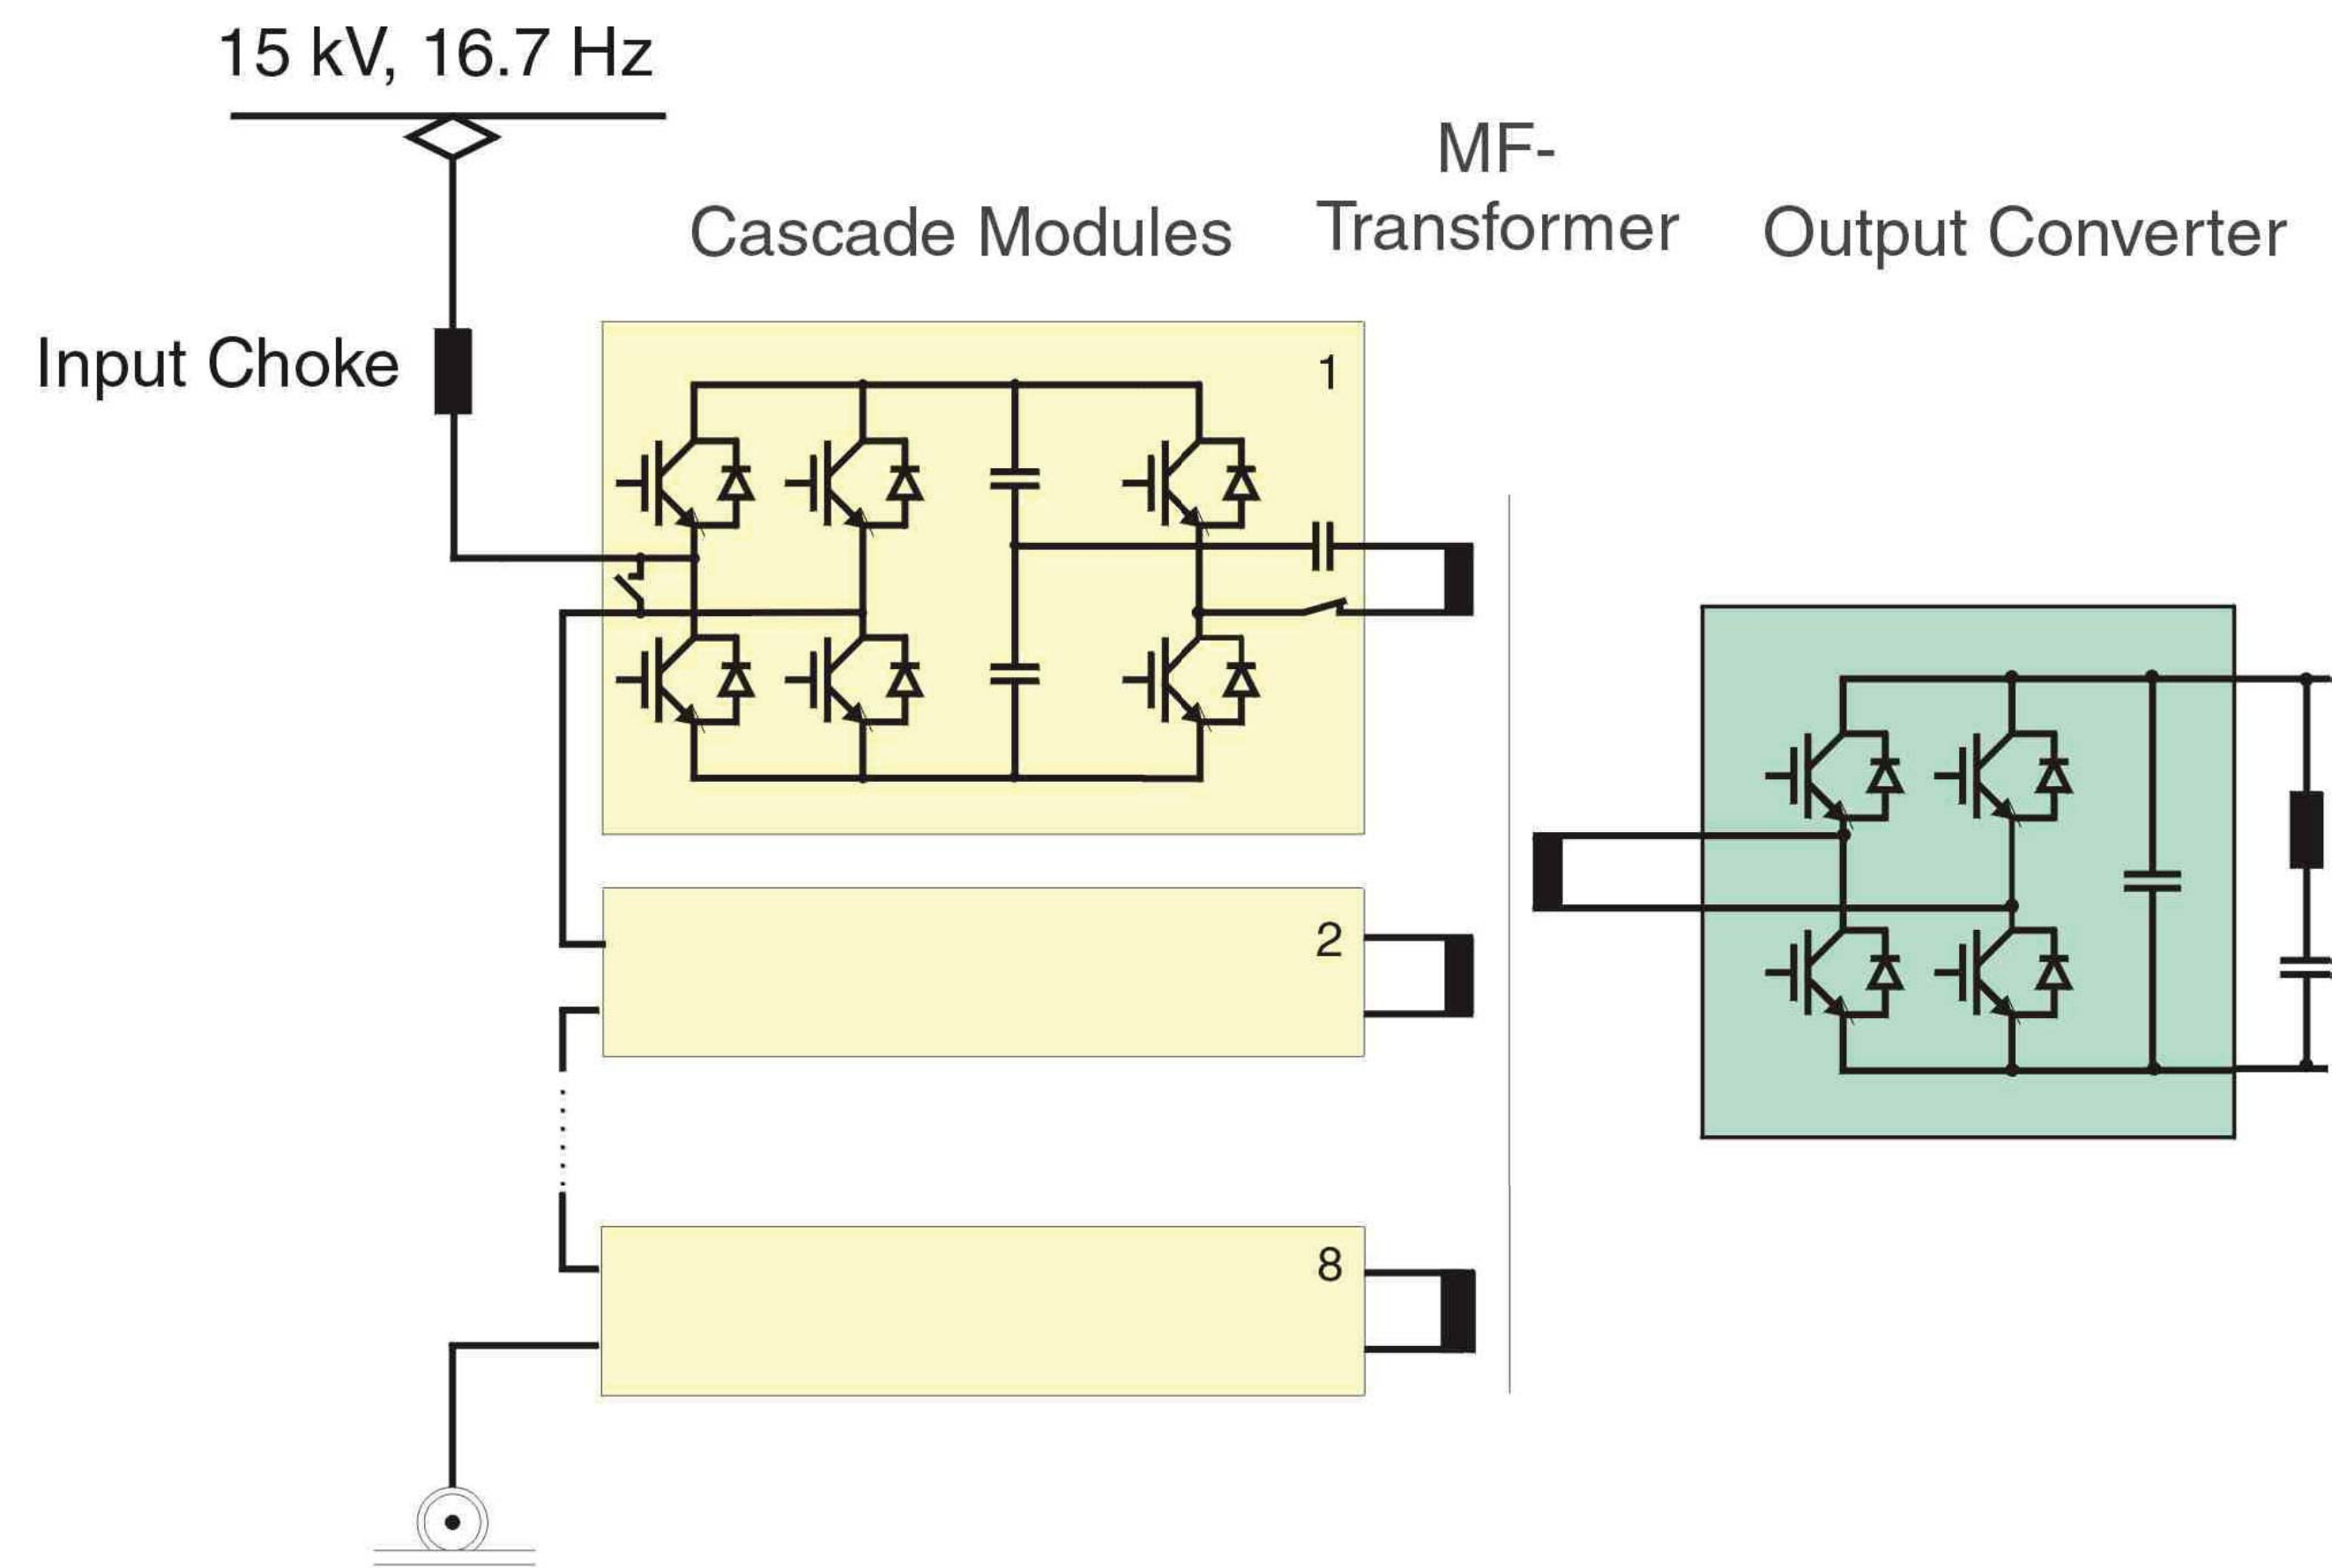 15 kV, 16.7 Hz
MF-
Transformer
Cascade Modules
Output Converter
Input Choke
1
2
8